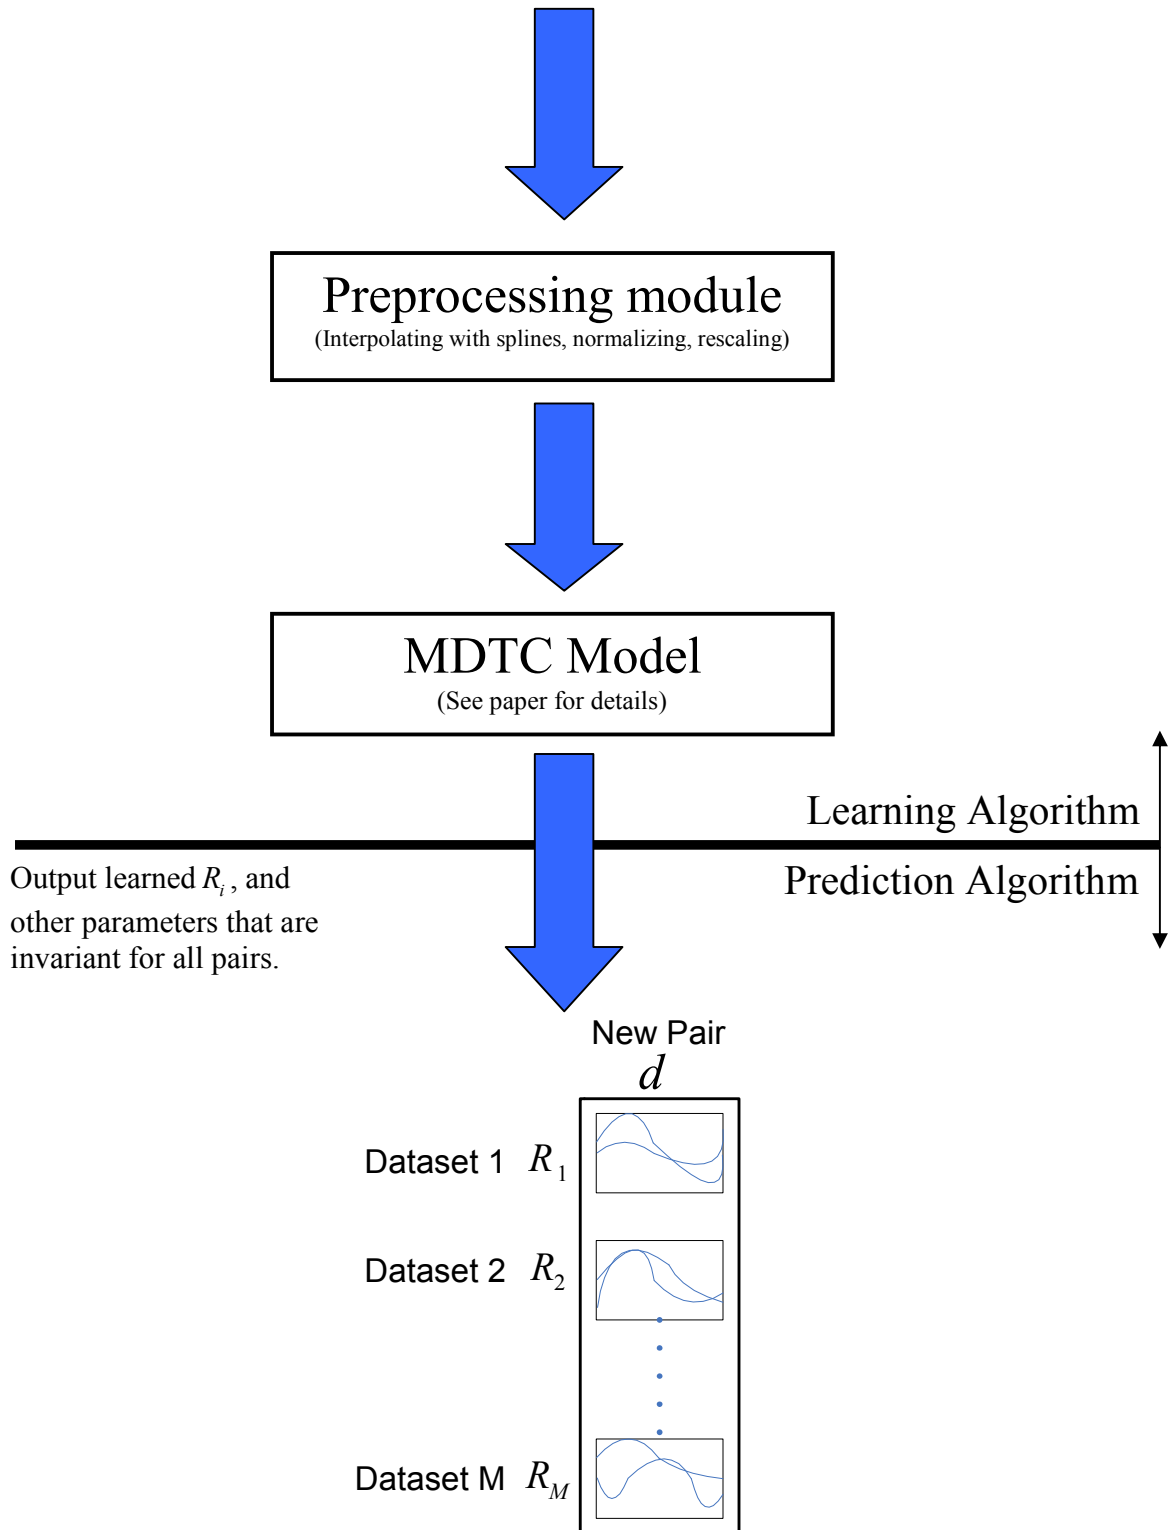 Preprocessing module
(Interpolating with splines, normalizing, rescaling)
MDTC Model
(See paper for details)
Learning Algorithm
Prediction Algorithm
Output learned R_i , and
other parameters that are
invariant for all pairs.
New Pair
d
Dataset 1 R_1
Dataset 2 R_2
Dataset M R_M